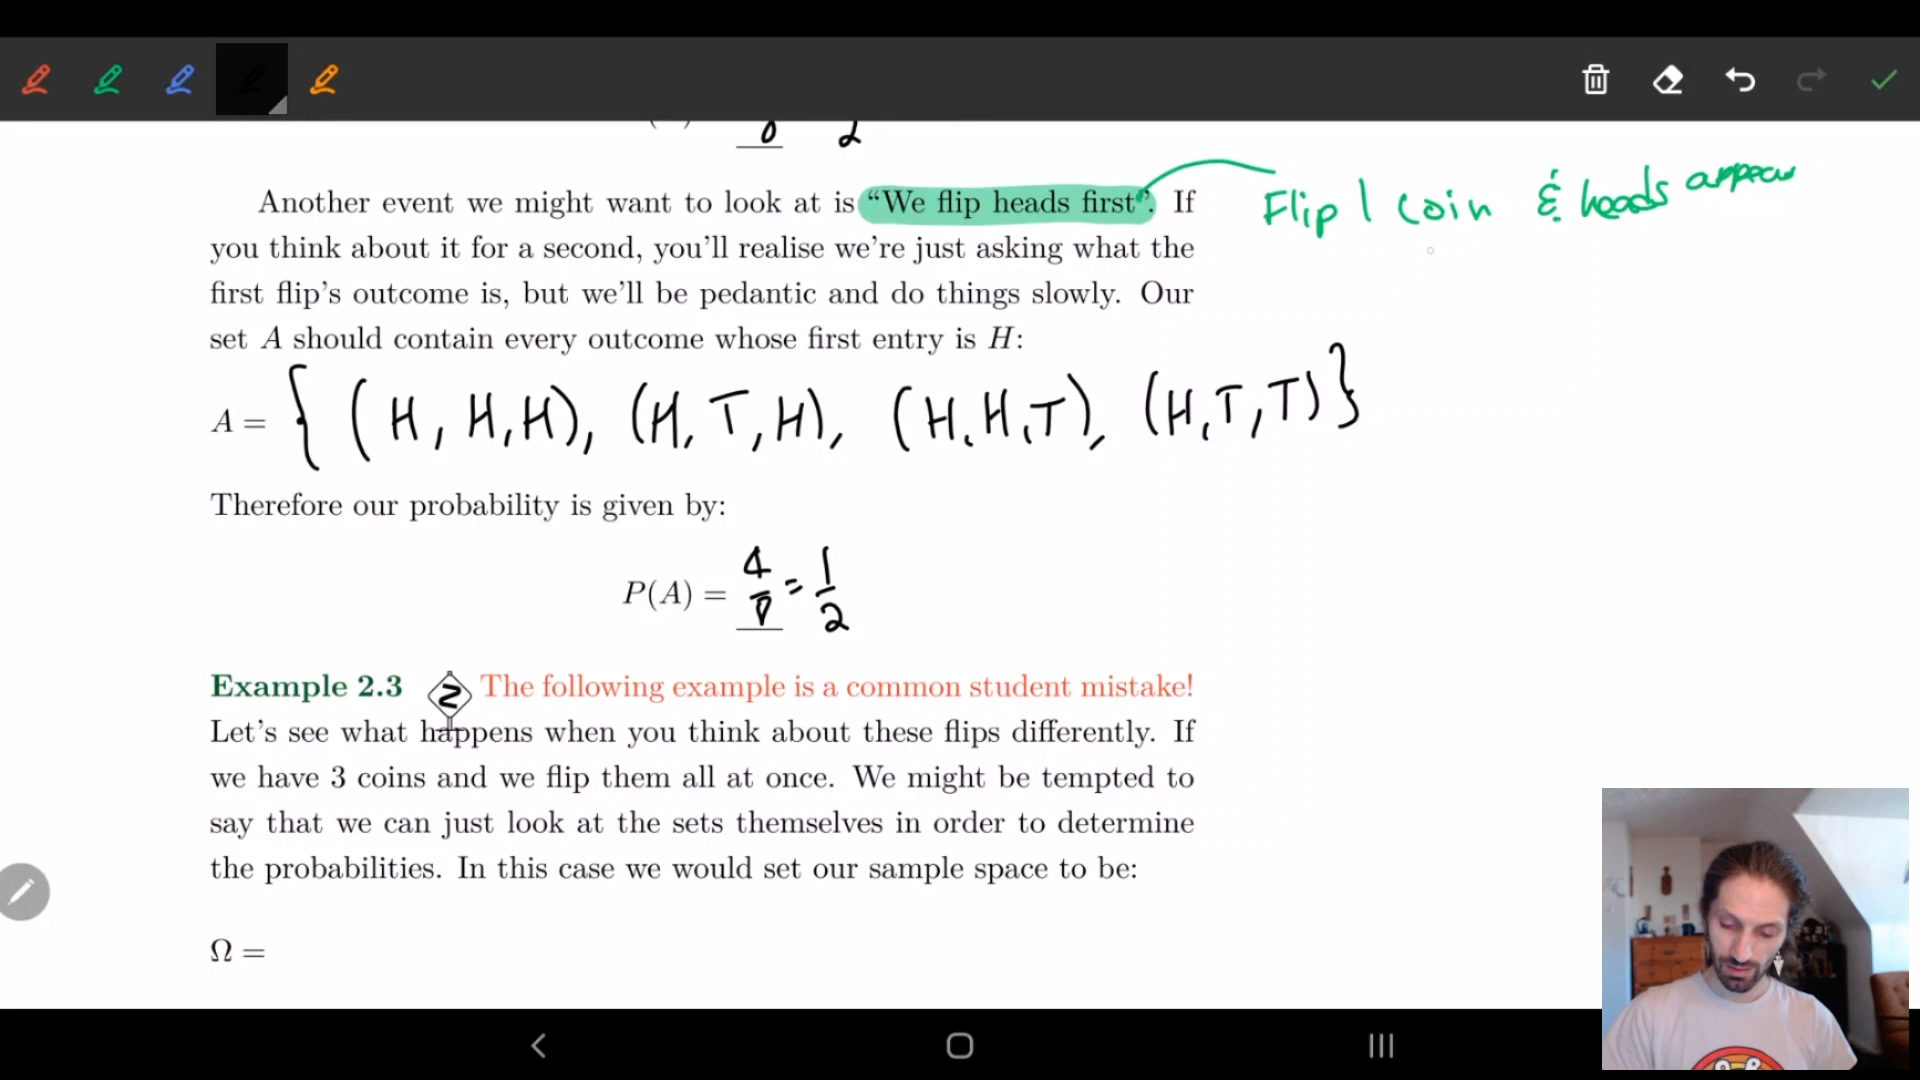 8 2
Another event we might want to look at is “We flip heads first”. If
Flip 1 coin & heads appear
you think about it for a second, you’ll realise we’re just asking what the
first flip’s outcome is, but we’ll be pedantic and do things slowly. Our
set A should contain every outcome whose first entry is H:
A = { (H, H, H), (H, T, H), (H, H, T), (H, T, T) }
Therefore our probability is given by:
P(A) = 4/8 = 1/2
Example 2.3 The following example is a common student mistake!
Let’s see what happens when you think about these flips differently. If
we have 3 coins and we flip them all at once. We might be tempted to
say that we can just look at the sets themselves in order to determine
the probabilities. In this case we would set our sample space to be:
Ω =